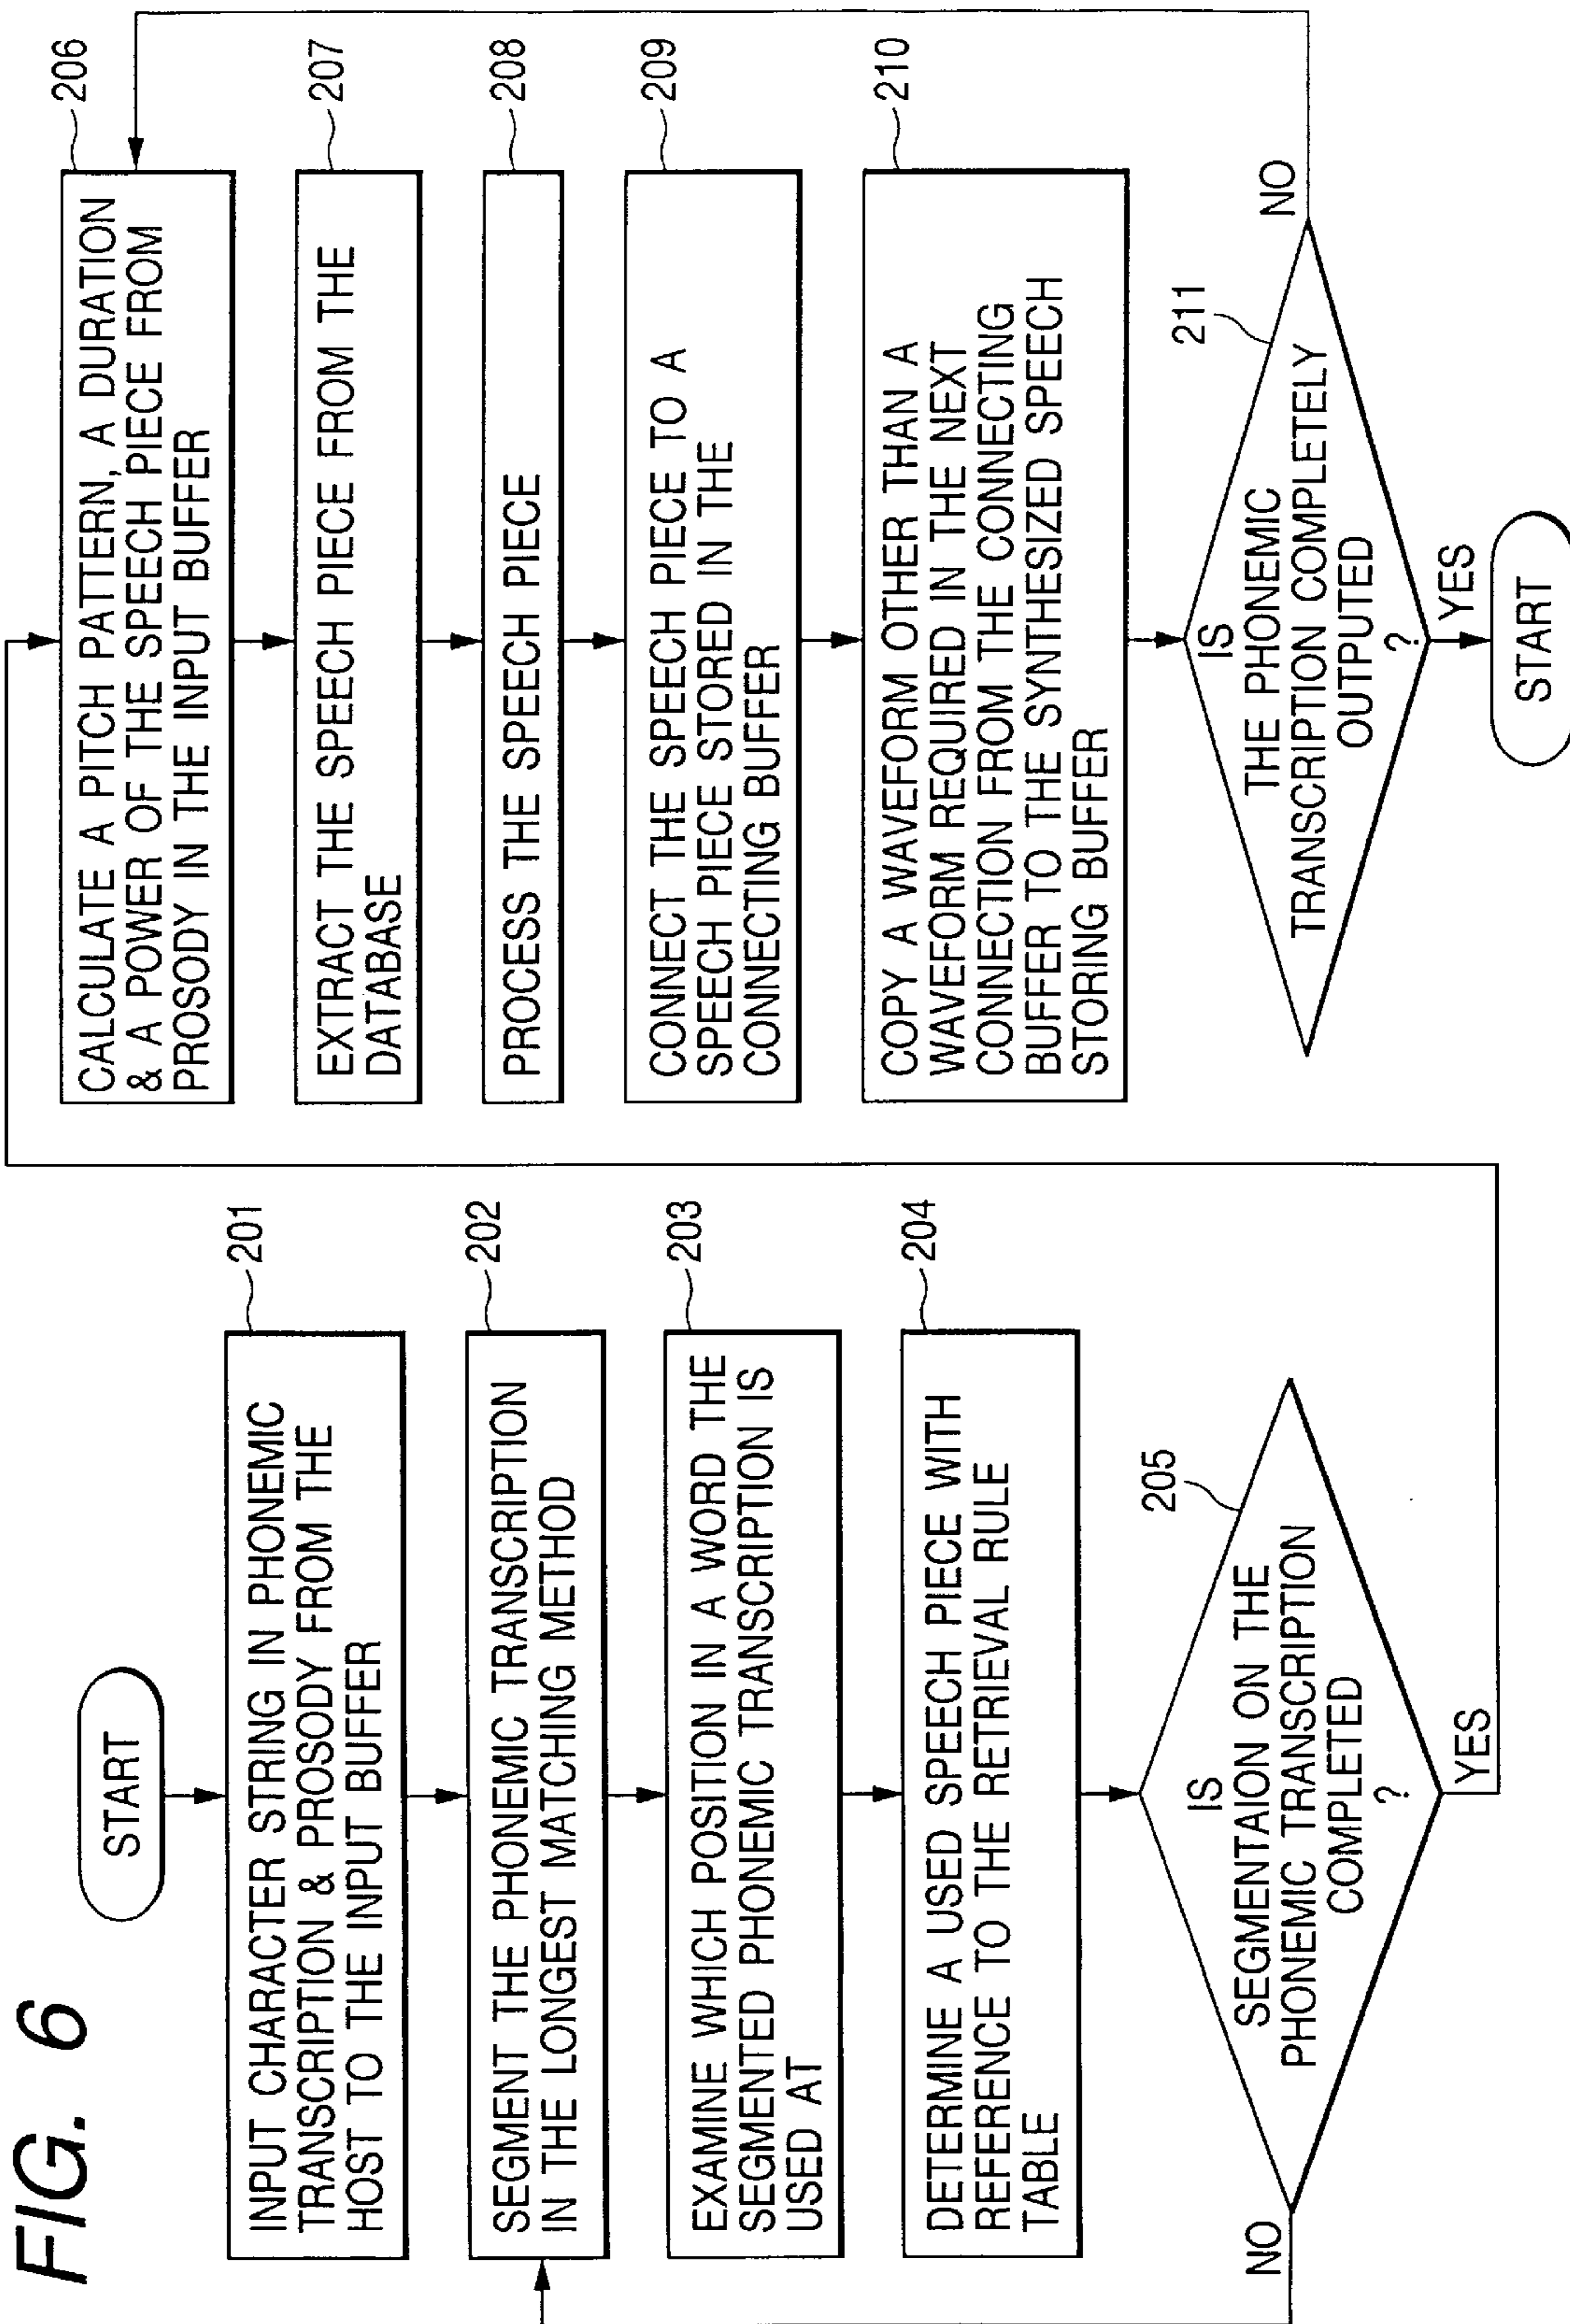 FIG. 6
START
201
INPUT CHARACTER STRING IN PHONEMIC
TRANSCRIPTION & PROSODY FROM THE
HOST TO THE INPUT BUFFER
202
SEGMENT THE PHONEMIC TRANSCRIPTION
IN THE LONGEST MATCHING METHOD
203
EXAMINE WHICH POSITION IN A WORD THE
SEGMENTED PHONEMIC TRANSCRIPTION IS
USED AT
204
DETERMINE A USED SPEECH PIECE WITH
REFERENCE TO THE RETRIEVAL RULE
TABLE
205
IS
SEGMENTAION ON THE
PHONEMIC TRANSCRIPTION
COMPLETED
?
NO
YES
206
CALCULATE A PITCH PATTERN, A DURATION
& A POWER OF THE SPEECH PIECE FROM
PROSODY IN THE INPUT BUFFER
207
EXTRACT THE SPEECH PIECE FROM THE
DATABASE
208
PROCESS THE SPEECH PIECE
209
CONNECT THE SPEECH PIECE TO A
SPEECH PIECE STORED IN THE
CONNECTING BUFFER
210
COPY A WAVEFORM OTHER THAN A
WAVEFORM REQUIRED IN THE NEXT
CONNECTION FROM THE CONNECTING
BUFFER TO THE SYNTHESIZED SPEECH
STORING BUFFER
211
IS
THE PHONEMIC
TRANSCRIPTION COMPLETELY
OUTPUTED
?
NO
YES
START